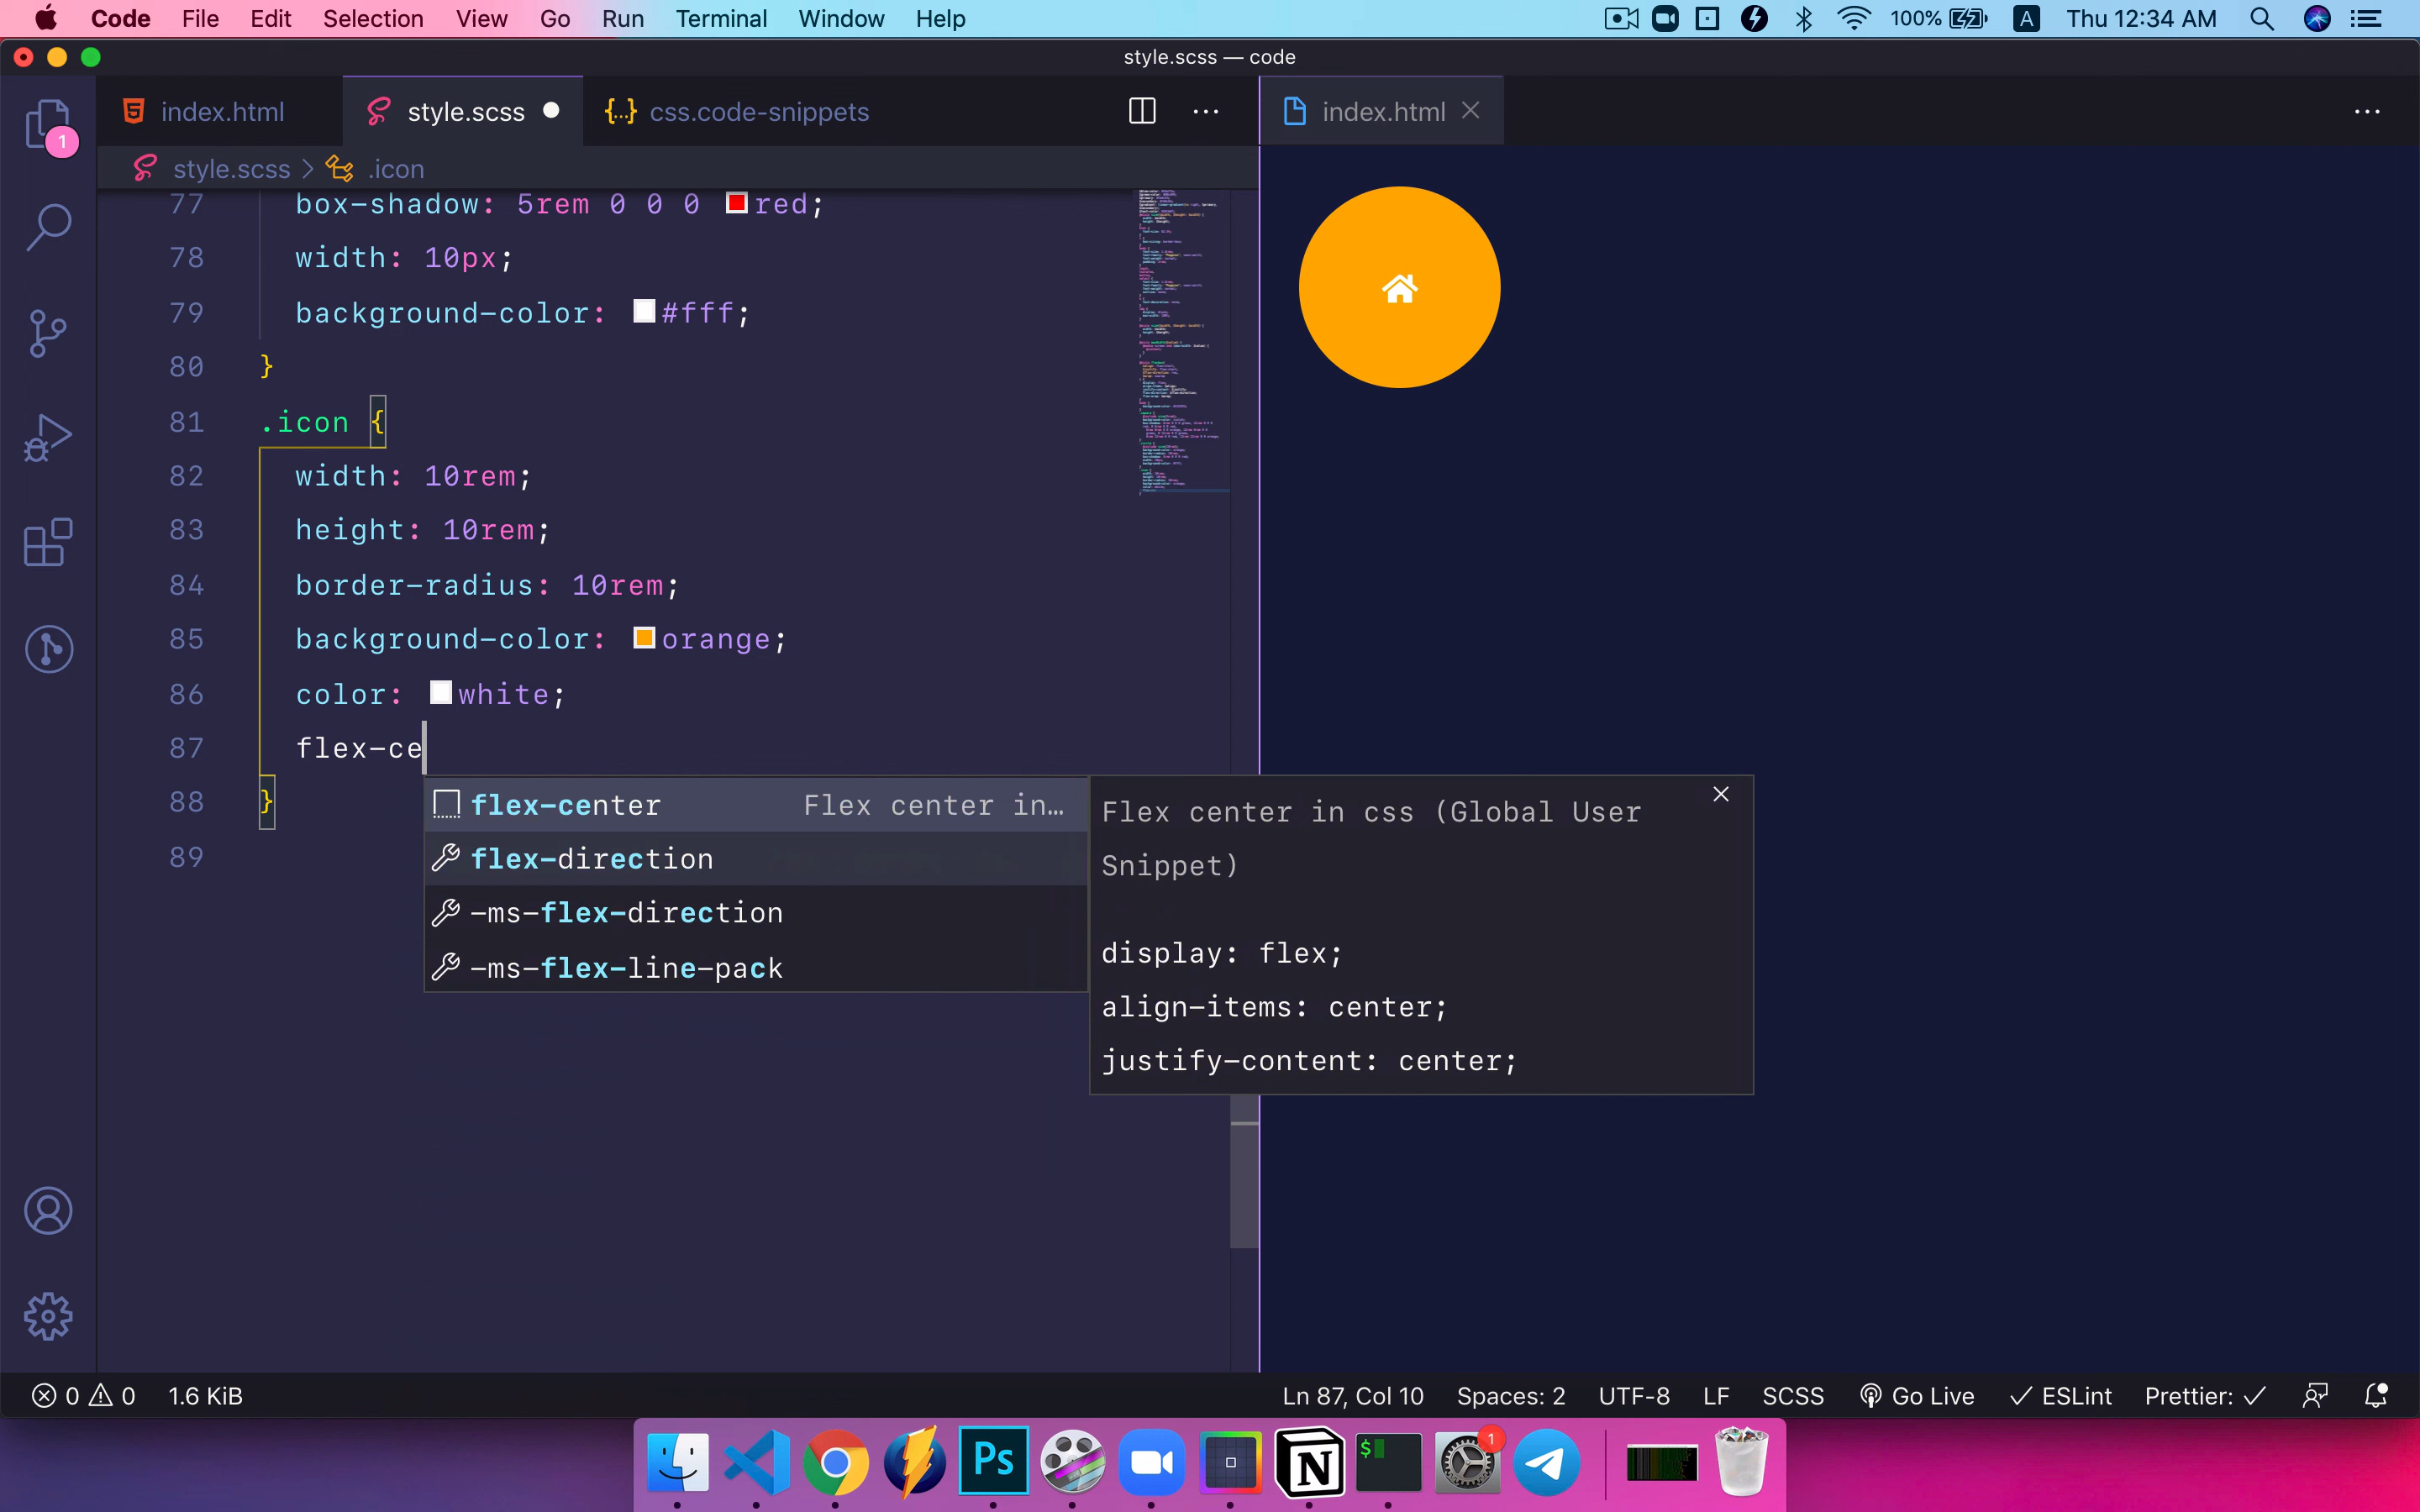 Code File Edit Selection View Go Run Terminal Window Help 100% A Thu 12:34 AM
style.scss — code
1
index.html style.scss {...} css.code-snippets index.html
style.scss > .icon
77 box-shadow: 5rem 0 0 0 red;
78 width: 10px;
79 background-color: #fff;
80 }
81 .icon {
82 width: 10rem;
83 height: 10rem;
84 border-radius: 10rem;
85 background-color: orange;
86 color: white;
87 flex-ce
88 }
89
flex-center Flex center in…
flex-direction
-ms-flex-direction
-ms-flex-line-pack
Flex center in css (Global User
Snippet)
display: flex;
align-items: center;
justify-content: center;
0 0 1.6 KiB Ln 87, Col 10 Spaces: 2 UTF-8 LF SCSS Go Live ESLint Prettier:
Ps N $ 1